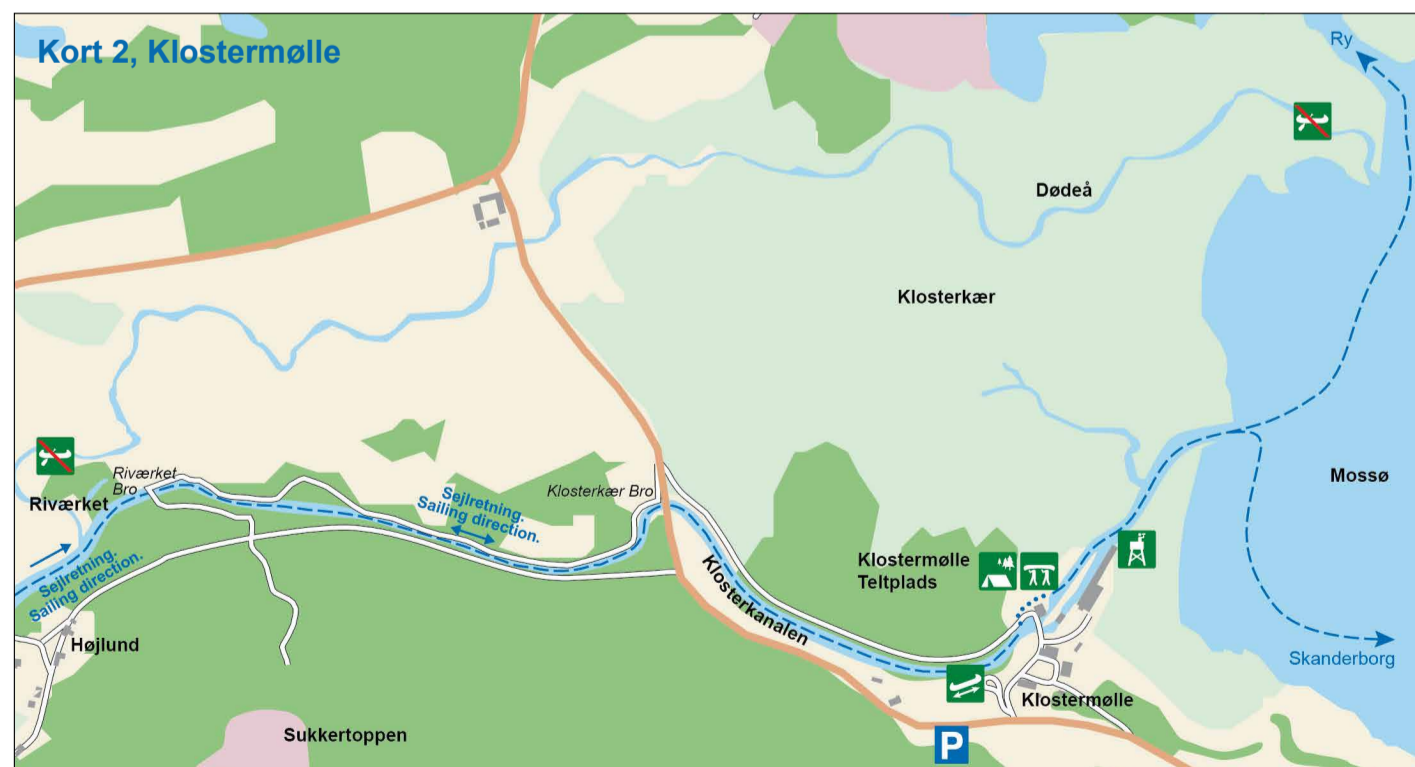 Kort 2, Klostermølle
Ry
Dødeå
Klosterkær
Riværket
Bro
Riværket
Klosterkær Bro
Sejlretning.
Sailing direction.
Sejlretning.
Sailing direction.
Mossø
Klostermølle
Teltplads
Klosterkanalen
Højlund
Skanderborg
Klostermølle
Sukkertoppen
P